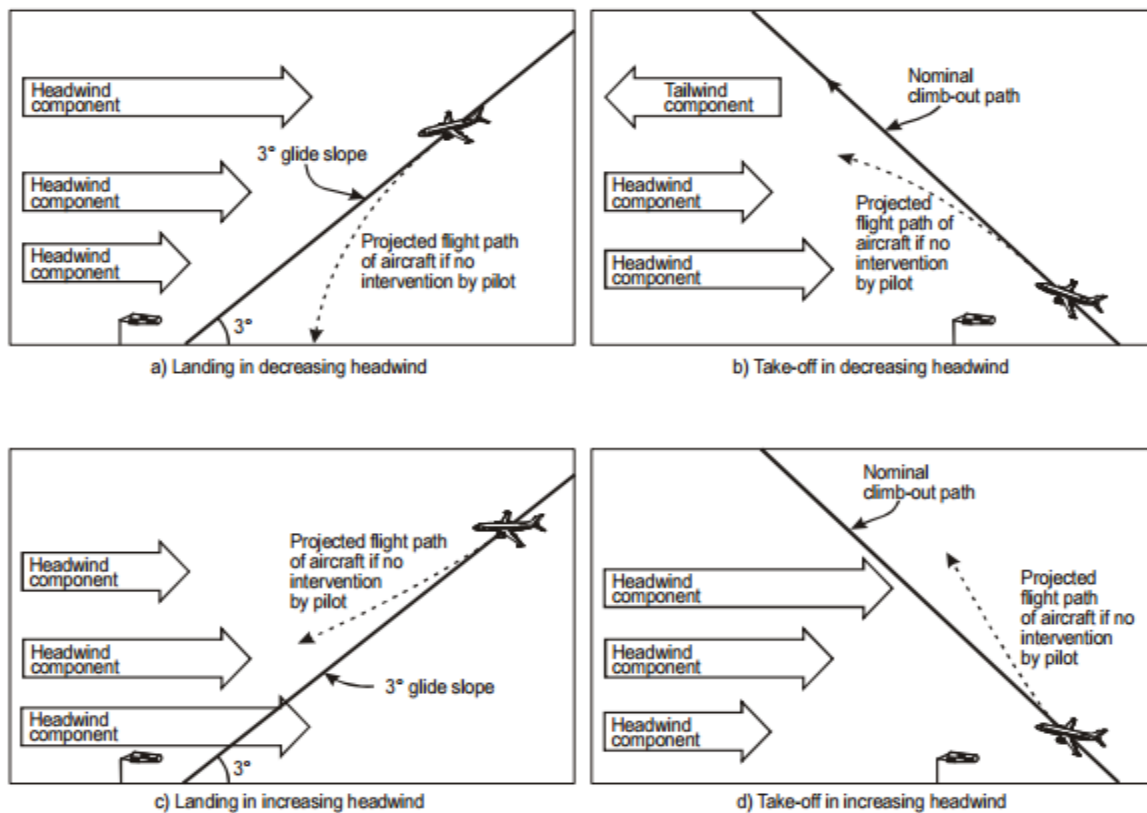 Headwind
component
Headwind
component
Headwind
component
3° glide slope
Projected flight path
of aircraft if no
intervention by pilot
3°
a) Landing in decreasing headwind
Tailwind
component
Headwind
component
Headwind
component
Nominal
climb-out path
Projected
flight path of
aircraft if no
intervention
by pilot
b) Take-off in decreasing headwind
Headwind
component
Headwind
component
Headwind
component
Projected flight path
of aircraft if no
intervention
by pilot
3° glide slope
3°
c) Landing in increasing headwind
Nominal
climb-out path
Headwind
component
Headwind
component
Headwind
component
Projected
flight path
of aircraft if no
intervention
by pilot
d) Take-off in increasing headwind